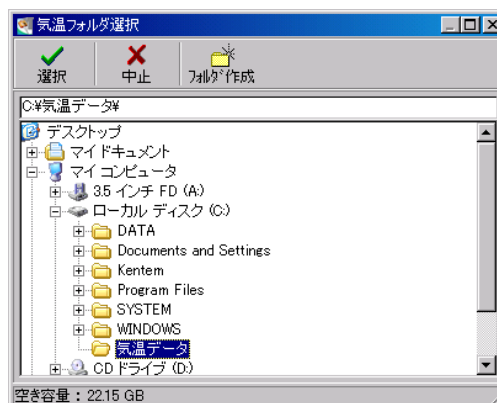 気温フォルダ選択
選択 中止 フォルダ作成
C:¥気温データ¥
デスクトップ
マイ ドキュメント
マイ コンピュータ
3.5 インチ FD (A:)
ローカル ディスク (C:)
DATA
Documents and Settings
Kentem
Program Files
SYSTEM
WINDOWS
気温データ
CD ドライブ (D:)
空き容量：22.15 GB